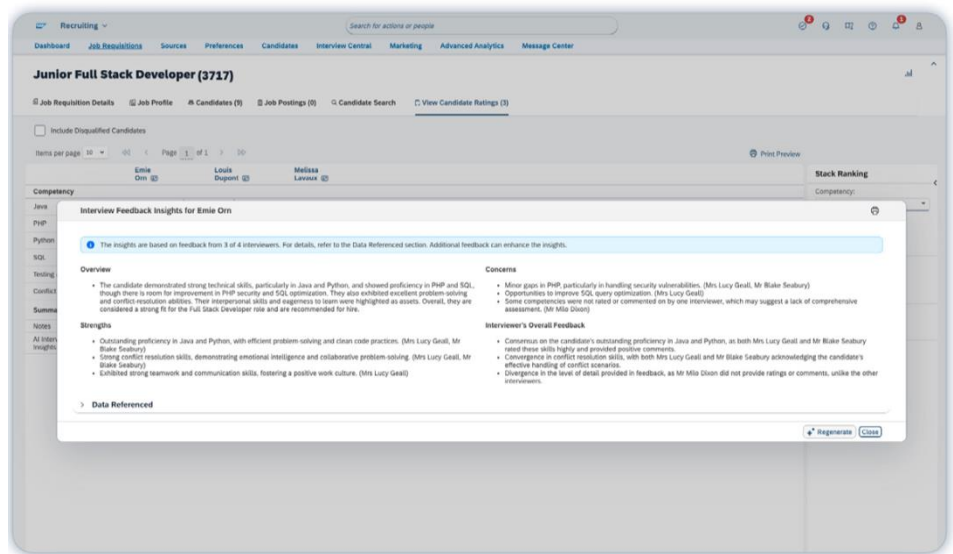 SAP Recruiting
Search for actions or people
2
1
Dashboard Job Requisitions Sources Preferences Candidates Interview Central Marketing Advanced Analytics Message Center
Junior Full Stack Developer (3717)
Job Requisition Details Job Profile Candidates (9) Job Postings (0) Candidate Search View Candidate Ratings (3)
Include Disqualified Candidates
Items per page 10 Page 1 of 1
Print Preview
Emie Orn
Louis Dupont
Melissa Lavaux
Stack Ranking
Competency
Competency:
Java
PHP
Python
SQL
Testing
Conflict
Summa
Notes
AI Interv
Insights
Interview Feedback Insights for Emie Orn
The insights are based on feedback from 3 of 4 interviewers. For details, refer to the Data Referenced section. Additional feedback can enhance the insights.
Overview
• The candidate demonstrated strong technical skills, particularly in Java and Python, and showed proficiency in PHP and SQL,
though there is room for improvement in PHP security and SQL optimization. They also exhibited excellent problem-solving
and conflict-resolution abilities. Their interpersonal skills and eagerness to learn were highlighted as assets. Overall, they are
considered a strong fit for the Full Stack Developer role and are recommended for hire.
Strengths
• Outstanding proficiency in Java and Python, with efficient problem-solving and clean code practices. (Mrs Lucy Geall, Mr
Blake Seabury)
• Strong conflict resolution skills, demonstrating emotional intelligence and collaborative problem-solving. (Mrs Lucy Geall, Mr
Blake Seabury)
• Exhibited strong teamwork and communication skills, fostering a positive work culture. (Mrs Lucy Geall)
Concerns
• Minor gaps in PHP, particularly in handling security vulnerabilities. (Mrs Lucy Geall, Mr Blake Seabury)
• Opportunities to improve SQL query optimization. (Mrs Lucy Geall)
• Some competencies were not rated or commented on by one interviewer, which may suggest a lack of comprehensive
assessment. (Mr Milo Dixon)
Interviewer's Overall Feedback
• Consensus on the candidate's outstanding proficiency in Java and Python, as both Mrs Lucy Geall and Mr Blake Seabury
rated these skills highly and provided positive comments.
• Convergence in conflict resolution skills, with both Mrs Lucy Geall and Mr Blake Seabury acknowledging the candidate's
effective handling of conflict scenarios.
• Divergence in the level of detail provided in feedback, as Mr Milo Dixon did not provide ratings or comments, unlike the other
interviewers.
Data Referenced
Regenerate Close